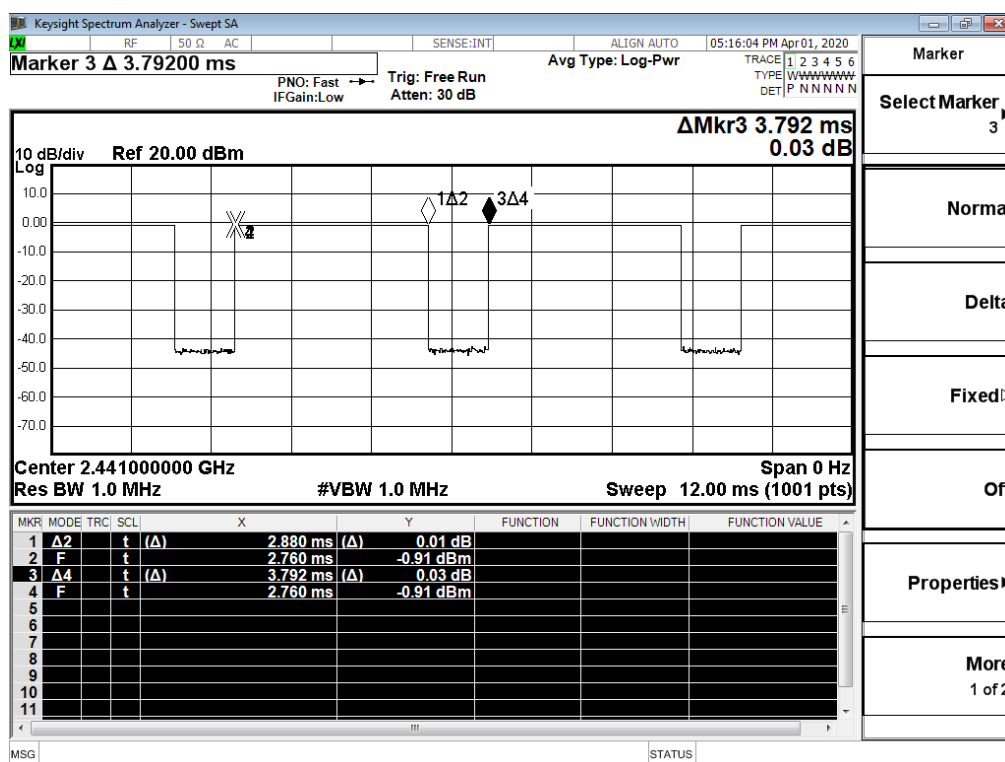 Keysight Spectrum Analyzer - Swept SA
LXI RF 50 Ω AC SENSE:INT ALIGN AUTO 05:16:04 PM Apr 01, 2020
Marker 3 Δ 3.79200 ms
PNO: Fast
IFGain:Low
Trig: Free Run
Atten: 30 dB
Avg Type: Log-Pwr
TRACE 1 2 3 4 5 6
TYPE WWWWWW
DET P N N N N N
ΔMkr3 3.792 ms
0.03 dB
10 dB/div Ref 20.00 dBm
Log
10.0
0.00
-10.0
-20.0
-30.0
-40.0
-50.0
-60.0
-70.0
1Δ2
3Δ4
Center 2.441000000 GHz Span 0 Hz
Res BW 1.0 MHz #VBW 1.0 MHz Sweep 12.00 ms (1001 pts)
MKR MODE TRC SCL X Y FUNCTION FUNCTION WIDTH FUNCTION VALUE
1 Δ2 t (Δ) 2.880 ms (Δ) 0.01 dB
2 F t 2.760 ms -0.91 dBm
3 Δ4 t (Δ) 3.792 ms (Δ) 0.03 dB
4 F t 2.760 ms -0.91 dBm
5
6
7
8
9
10
11
MSG STATUS
Marker
Select Marker
3
Norma
Delta
Fixed
Of
Properties
More
1 of 2